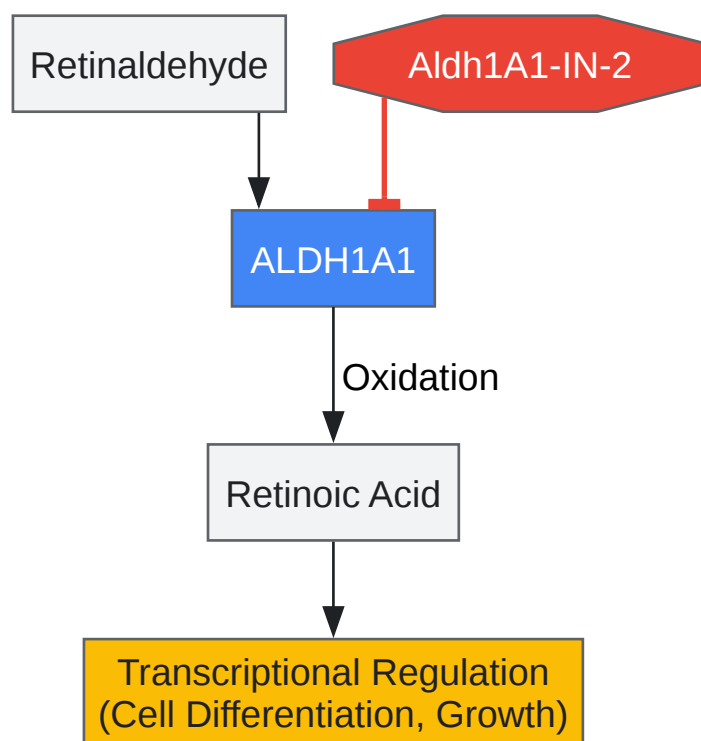 Retinaldehyde
Aldh1A1-IN-2
ALDH1A1
Oxidation
Retinoic Acid
Transcriptional Regulation
(Cell Differentiation, Growth)